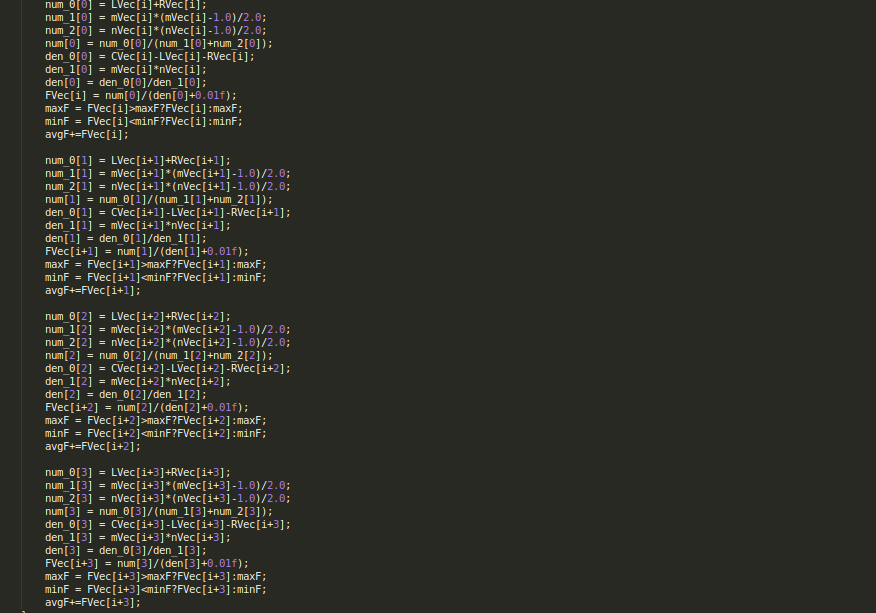 num_0[0] = LVec[i]+RVec[i];
num_1[0] = mVec[i]*(mVec[i]-1.0)/2.0;
num_2[0] = nVec[i]*(nVec[i]-1.0)/2.0;
num[0] = num_0[0]/(num_1[0]+num_2[0]);
den_0[0] = CVec[i]-LVec[i]-RVec[i];
den_1[0] = mVec[i]*nVec[i];
den[0] = den_0[0]/den_1[0];
FVec[i] = num[0]/(den[0]+0.01f);
maxF = FVec[i]>maxF?FVec[i]:maxF;
minF = FVec[i]<minF?FVec[i]:minF;
avgF+=FVec[i];
num_0[1] = LVec[i+1]+RVec[i+1];
num_1[1] = mVec[i+1]*(mVec[i+1]-1.0)/2.0;
num_2[1] = nVec[i+1]*(nVec[i+1]-1.0)/2.0;
num[1] = num_0[1]/(num_1[1]+num_2[1]);
den_0[1] = CVec[i+1]-LVec[i+1]-RVec[i+1];
den_1[1] = mVec[i+1]*nVec[i+1];
den[1] = den_0[1]/den_1[1];
FVec[i+1] = num[1]/(den[1]+0.01f);
maxF = FVec[i+1]>maxF?FVec[i+1]:maxF;
minF = FVec[i+1]<minF?FVec[i+1]:minF;
avgF+=FVec[i+1];
num_0[2] = LVec[i+2]+RVec[i+2];
num_1[2] = mVec[i+2]*(mVec[i+2]-1.0)/2.0;
num_2[2] = nVec[i+2]*(nVec[i+2]-1.0)/2.0;
num[2] = num_0[2]/(num_1[2]+num_2[2]);
den_0[2] = CVec[i+2]-LVec[i+2]-RVec[i+2];
den_1[2] = mVec[i+2]*nVec[i+2];
den[2] = den_0[2]/den_1[2];
FVec[i+2] = num[2]/(den[2]+0.01f);
maxF = FVec[i+2]>maxF?FVec[i+2]:maxF;
minF = FVec[i+2]<minF?FVec[i+2]:minF;
avgF+=FVec[i+2];
num_0[3] = LVec[i+3]+RVec[i+3];
num_1[3] = mVec[i+3]*(mVec[i+3]-1.0)/2.0;
num_2[3] = nVec[i+3]*(nVec[i+3]-1.0)/2.0;
num[3] = num_0[3]/(num_1[3]+num_2[3]);
den_0[3] = CVec[i+3]-LVec[i+3]-RVec[i+3];
den_1[3] = mVec[i+3]*nVec[i+3];
den[3] = den_0[3]/den_1[3];
FVec[i+3] = num[3]/(den[3]+0.01f);
maxF = FVec[i+3]>maxF?FVec[i+3]:maxF;
minF = FVec[i+3]<minF?FVec[i+3]:minF;
avgF+=FVec[i+3];